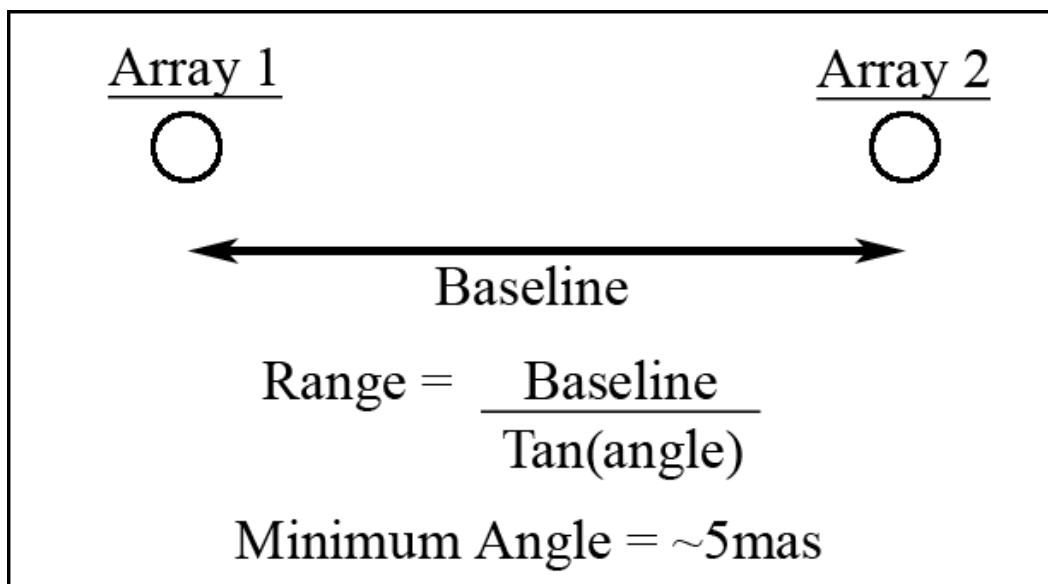 Array 1 Array 2
Baseline
Range = Baseline
Tan(angle)
Minimum Angle = ~5mas